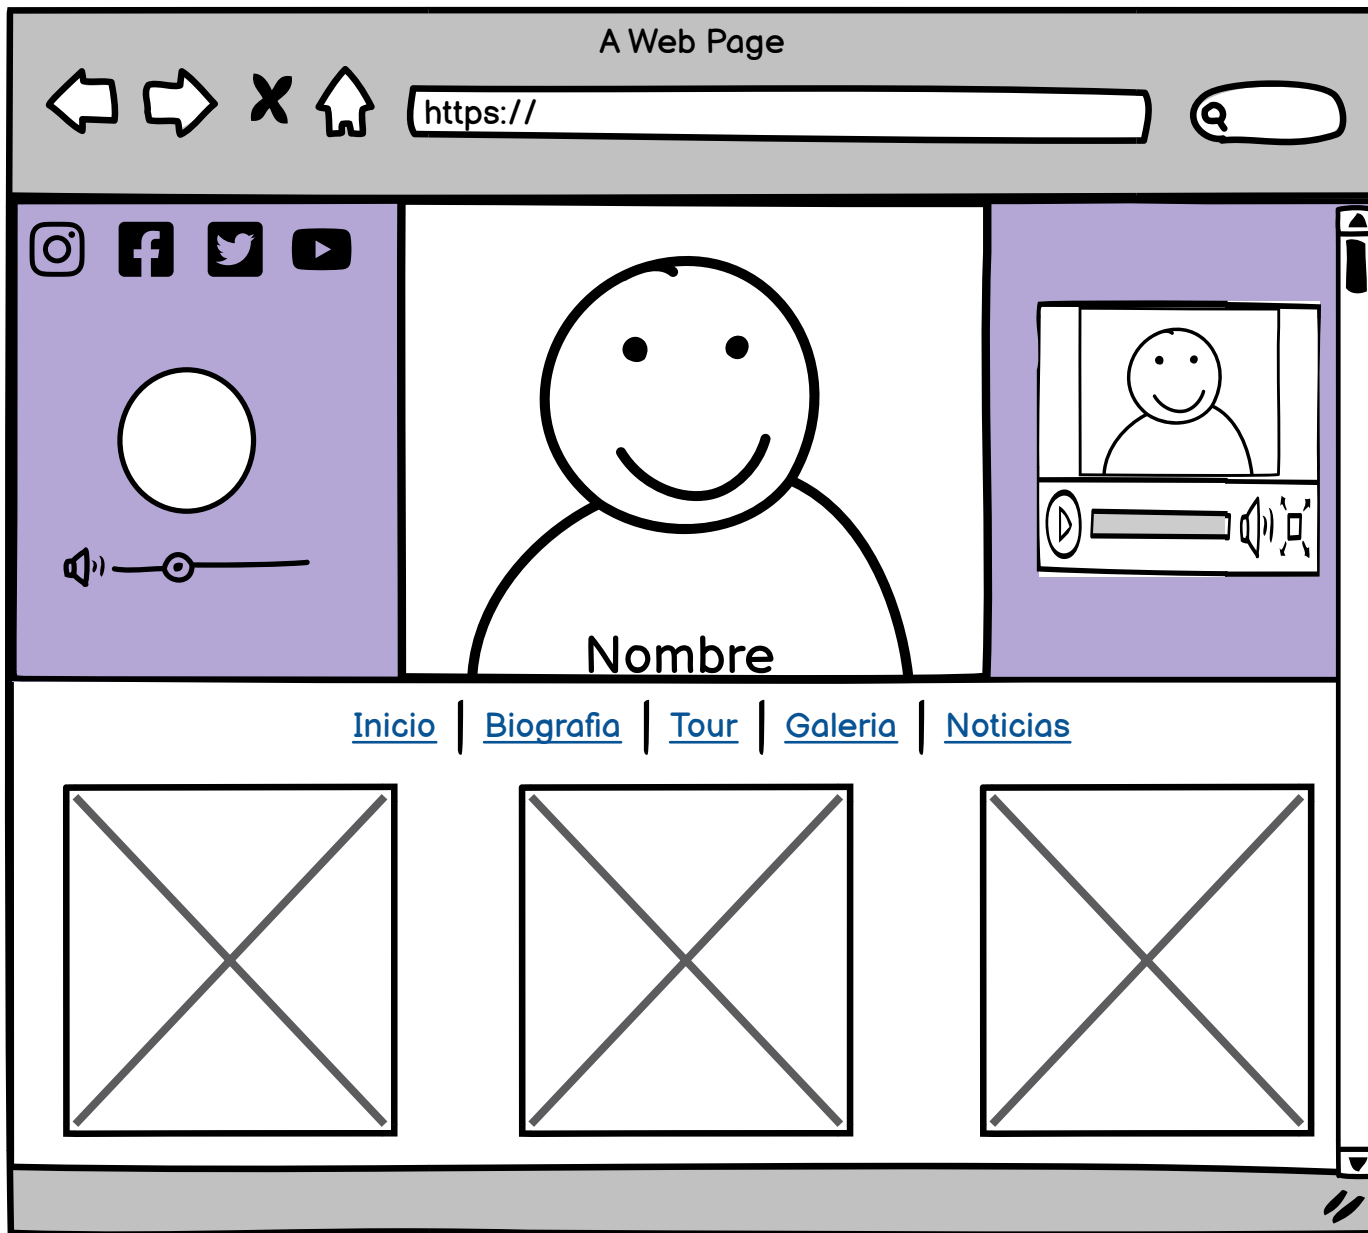 A Web Page
https://
Nombre
Inicio | Biografia | Tour | Galeria | Noticias